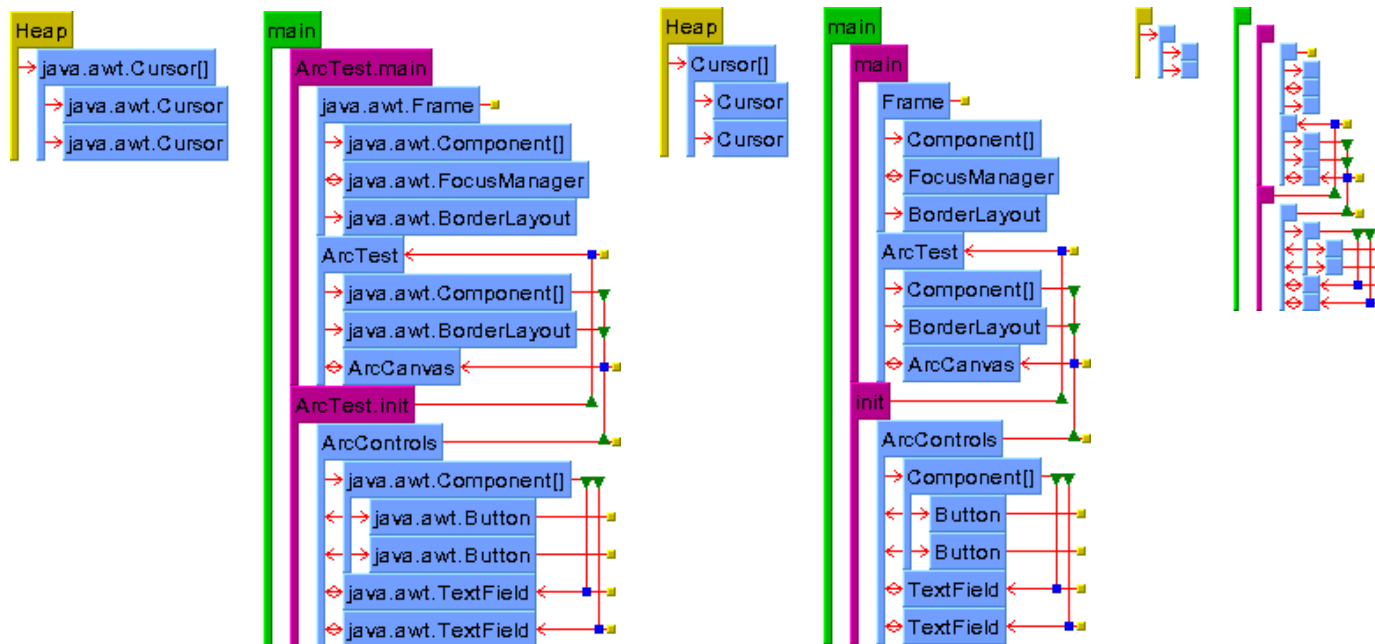 Heap
java.awt.Cursor[]
java.awt.Cursor
java.awt.Cursor
main
ArcTest.main
java.awt.Frame
java.awt.Component[]
java.awt.FocusManager
java.awt.BorderLayout
ArcTest
java.awt.Component[]
java.awt.BorderLayout
ArcCanvas
ArcTest.init
ArcControls
java.awt.Component[]
java.awt.Button
java.awt.Button
java.awt.TextField
java.awt.TextField
Heap
Cursor[]
Cursor
Cursor
main
main
Frame
Component[]
FocusManager
BorderLayout
ArcTest
Component[]
BorderLayout
ArcCanvas
init
ArcControls
Component[]
Button
Button
TextField
TextField